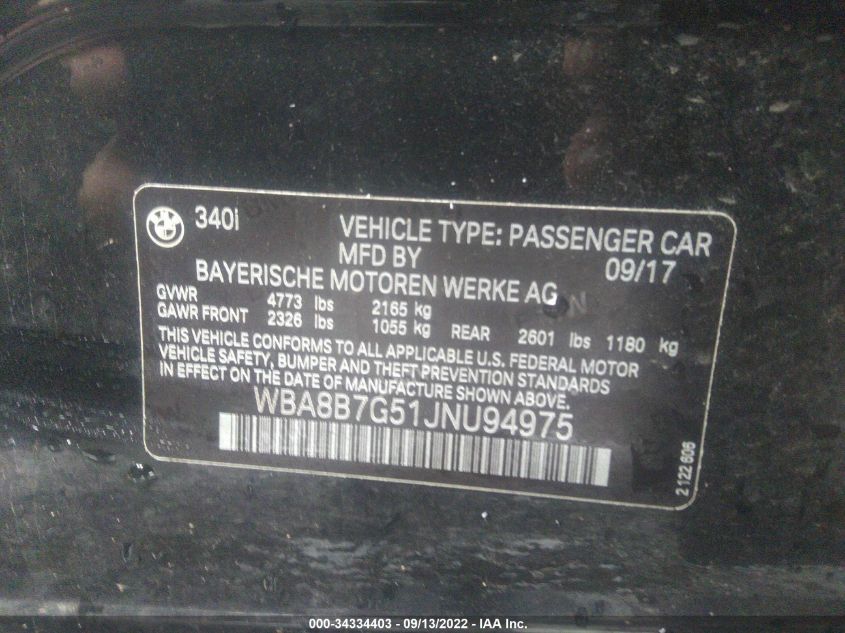 340i
VEHICLE TYPE: PASSENGER CAR
MFD BY 09/17
BAYERISCHE MOTOREN WERKE AG
GVWR 4773 lbs 2165 kg
GAWR FRONT 2326 lbs 1055 kg REAR 2601 lbs 1180 kg
THIS VEHICLE CONFORMS TO ALL APPLICABLE U.S. FEDERAL MOTOR
VEHICLE SAFETY, BUMPER AND THEFT PREVENTION STANDARDS
IN EFFECT ON THE DATE OF MANUFACTURE SHOWN ABOVE.
WBA8B7G51JNU94975
2122606
000-34334403 - 09/13/2022 - IAA Inc.